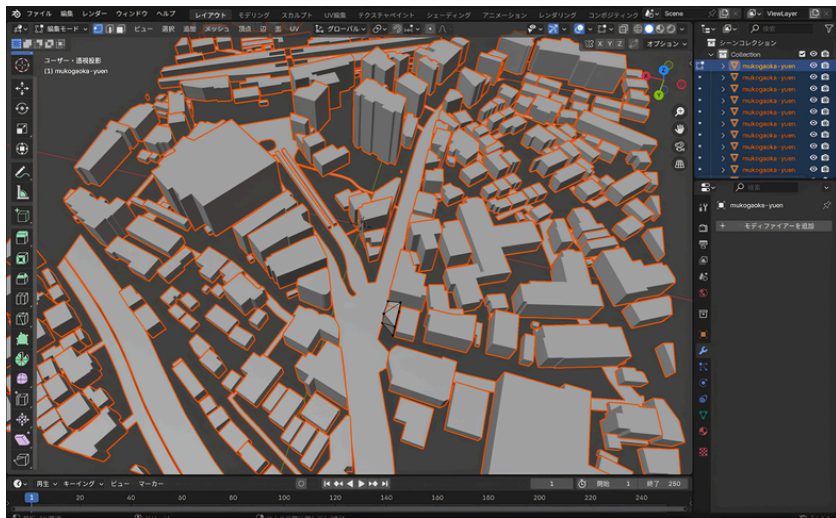 ファイル 編集 レンダー ウィンドウ ヘルプ レイアウト モデリング スカルプト UV編集 テクスチャペイント シェーディング アニメーション レンダリング コンポジティング Scene ViewLayer
編集モード ビュー 選択 追加 メッシュ 頂点 辺 面 UV グローバル
X Y Z オプション
ユーザー・透視投影
(1) mukogaoka-yuen
検索
シーンコレクション
Collection
mukogaoka-yuen
mukogaoka-yuen
mukogaoka-yuen
mukogaoka-yuen
mukogaoka-yuen
mukogaoka-yuen
mukogaoka-yuen
mukogaoka-yuen
mukogaoka-yuen
検索
mukogaoka-yuen
+ モディファイアーを追加
再生 キーイング ビュー マーカー 1 開始 1 終了 250
1 20 40 60 80 100 120 140 160 180 200 220 240